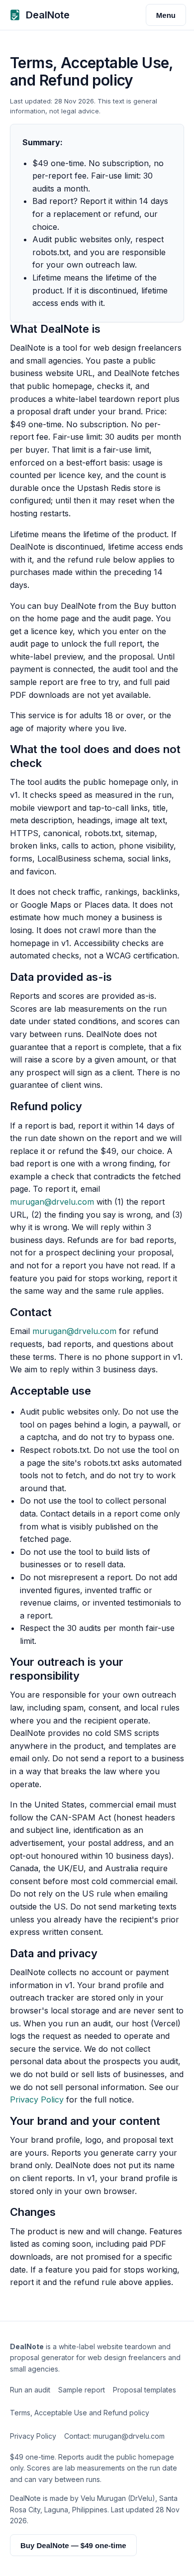 DealNote
Menu
Terms, Acceptable Use,
and Refund policy
Last updated: 28 Nov 2026. This text is general
information, not legal advice.
Summary:
• $49 one-time. No subscription, no
per-report fee. Fair-use limit: 30
audits a month.
• Bad report? Report it within 14 days
for a replacement or refund, our
choice.
• Audit public websites only, respect
robots.txt, and you are responsible
for your own outreach law.
• Lifetime means the lifetime of the
product. If it is discontinued, lifetime
access ends with it.
What DealNote is
DealNote is a tool for web design freelancers
and small agencies. You paste a public
business website URL, and DealNote fetches
that public homepage, checks it, and
produces a white-label teardown report plus
a proposal draft under your brand. Price:
$49 one-time. No subscription. No per-
report fee. Fair-use limit: 30 audits per month
per buyer. That limit is a fair-use limit,
enforced on a best-effort basis: usage is
counted per licence key, and the count is
durable once the Upstash Redis store is
configured; until then it may reset when the
hosting restarts.
Lifetime means the lifetime of the product. If
DealNote is discontinued, lifetime access ends
with it, and the refund rule below applies to
purchases made within the preceding 14
days.
You can buy DealNote from the Buy button
on the home page and the audit page. You
get a licence key, which you enter on the
audit page to unlock the full report, the
white-label preview, and the proposal. Until
payment is connected, the audit tool and the
sample report are free to try, and full paid
PDF downloads are not yet available.
This service is for adults 18 or over, or the
age of majority where you live.
What the tool does and does not
check
The tool audits the public homepage only, in
v1. It checks speed as measured in the run,
mobile viewport and tap-to-call links, title,
meta description, headings, image alt text,
HTTPS, canonical, robots.txt, sitemap,
broken links, calls to action, phone visibility,
forms, LocalBusiness schema, social links,
and favicon.
It does not check traffic, rankings, backlinks,
or Google Maps or Places data. It does not
estimate how much money a business is
losing. It does not crawl more than the
homepage in v1. Accessibility checks are
automated checks, not a WCAG certification.
Data provided as-is
Reports and scores are provided as-is.
Scores are lab measurements on the run
date under stated conditions, and scores can
vary between runs. DealNote does not
guarantee that a report is complete, that a fix
will raise a score by a given amount, or that
any prospect will sign as a client. There is no
guarantee of client wins.
Refund policy
If a report is bad, report it within 14 days of
the run date shown on the report and we will
replace it or refund the $49, our choice. A
bad report is one with a wrong finding, for
example a check that contradicts the fetched
page. To report it, email
murugan@drvelu.com with (1) the report
URL, (2) the finding you say is wrong, and (3)
why it is wrong. We will reply within 3
business days. Refunds are for bad reports,
not for a prospect declining your proposal,
and not for a report you have not read. If a
feature you paid for stops working, report it
the same way and the same rule applies.
Contact
Email murugan@drvelu.com for refund
requests, bad reports, and questions about
these terms. There is no phone support in v1.
We aim to reply within 3 business days.
Acceptable use
• Audit public websites only. Do not use the
tool on pages behind a login, a paywall, or
a captcha, and do not try to bypass one.
• Respect robots.txt. Do not use the tool on
a page the site's robots.txt asks automated
tools not to fetch, and do not try to work
around that.
• Do not use the tool to collect personal
data. Contact details in a report come only
from what is visibly published on the
fetched page.
• Do not use the tool to build lists of
businesses or to resell data.
• Do not misrepresent a report. Do not add
invented figures, invented traffic or
revenue claims, or invented testimonials to
a report.
• Respect the 30 audits per month fair-use
limit.
Your outreach is your
responsibility
You are responsible for your own outreach
law, including spam, consent, and local rules
where you and the recipient operate.
DealNote provides no cold SMS scripts
anywhere in the product, and templates are
email only. Do not send a report to a business
in a way that breaks the law where you
operate.
In the United States, commercial email must
follow the CAN-SPAM Act (honest headers
and subject line, identification as an
advertisement, your postal address, and an
opt-out honoured within 10 business days).
Canada, the UK/EU, and Australia require
consent before most cold commercial email.
Do not rely on the US rule when emailing
outside the US. Do not send marketing texts
unless you already have the recipient's prior
express written consent.
Data and privacy
DealNote collects no account or payment
information in v1. Your brand profile and
outreach tracker are stored only in your
browser's local storage and are never sent to
us. When you run an audit, our host (Vercel)
logs the request as needed to operate and
secure the service. We do not collect
personal data about the prospects you audit,
we do not build or sell lists of businesses, and
we do not sell personal information. See our
Privacy Policy for the full notice.
Your brand and your content
Your brand profile, logo, and proposal text
are yours. Reports you generate carry your
brand only. DealNote does not put its name
on client reports. In v1, your brand profile is
stored only in your own browser.
Changes
The product is new and will change. Features
listed as coming soon, including paid PDF
downloads, are not promised for a specific
date. If a feature you paid for stops working,
report it and the refund rule above applies.
DealNote is a white-label website teardown and
proposal generator for web design freelancers and
small agencies.
Run an audit Sample report Proposal templates
Terms, Acceptable Use and Refund policy
Privacy Policy Contact: murugan@drvelu.com
$49 one-time. Reports audit the public homepage
only. Scores are lab measurements on the run date
and can vary between runs.
DealNote is made by Velu Murugan (DrVelu), Santa
Rosa City, Laguna, Philippines. Last updated 28 Nov
2026.
Buy DealNote — $49 one-time